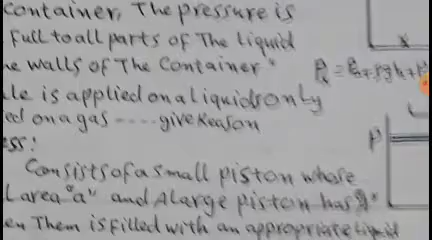 container, The pressure is
full to all parts of The liquid
e walls of The Container"
le is applied on a liquids only
ed on a gas .... give Reason
ess:
Consists of a small piston whose
l area "a" and A large piston has
en Them is filled with an appropriate liquid
x
P